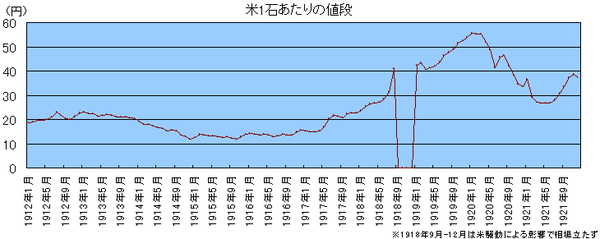 米1石あたりの値段
(円)
60
50
40
30
20
10
0
1912年1月
1912年5月
1912年9月
1913年1月
1913年5月
1913年9月
1914年1月
1914年5月
1914年9月
1915年1月
1915年5月
1915年9月
1916年1月
1916年5月
1916年9月
1917年1月
1917年5月
1917年9月
1918年1月
1918年5月
1918年9月
1919年1月
1919年5月
1919年9月
1920年1月
1920年5月
1920年9月
1921年1月
1921年5月
1921年9月
※1918年9月-12月は米騒動による影響で相場立たず